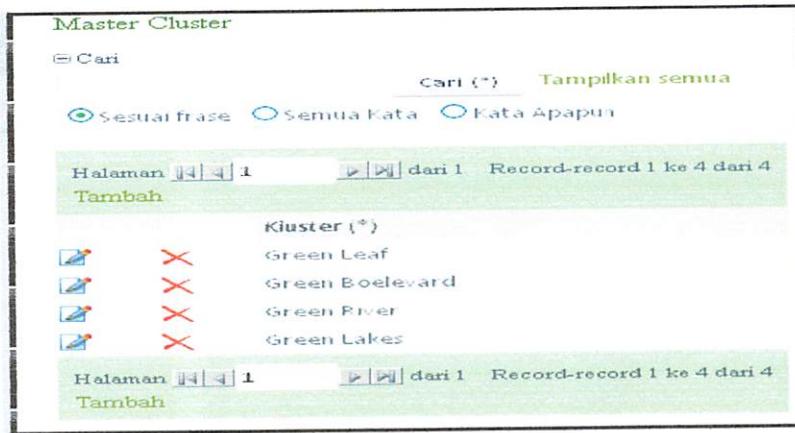 Master Cluster
Cari
Cari (*) Tampilkan semua
Sesuai frase Semua Kata Kata Apapun
Halaman 1 dari 1 Record-record 1 ke 4 dari 4
Tambah
Kluster (*)
Green Leaf
Green Boelevard
Green River
Green Lakes
Halaman 1 dari 1 Record-record 1 ke 4 dari 4
Tambah